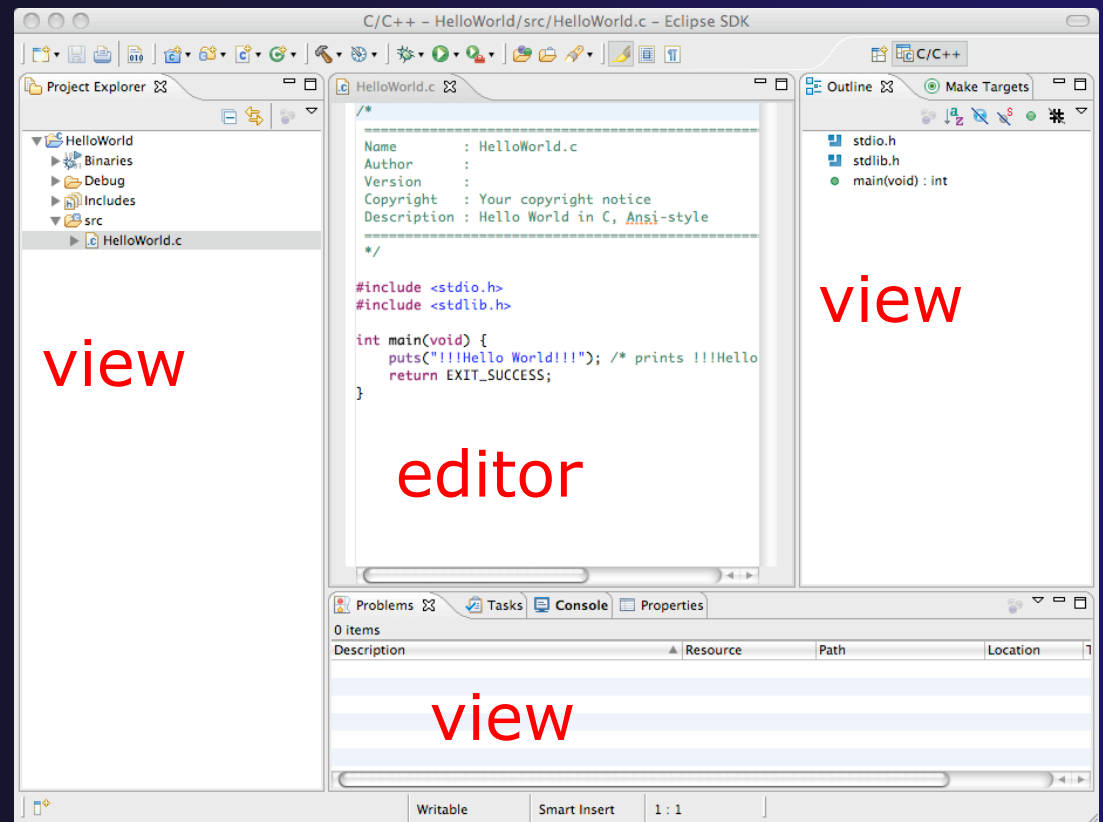 C/C++ – HelloWorld/src/HelloWorld.c – Eclipse SDK
C/C++
Project Explorer
HelloWorld
Binaries
Debug
Includes
src
HelloWorld.c
view
HelloWorld.c
/*
============================================
Name : HelloWorld.c
Author :
Version :
Copyright : Your copyright notice
Description : Hello World in C, Ansi-style
============================================
*/
#include <stdio.h>
#include <stdlib.h>
int main(void) {
puts("!!!Hello World!!!"); /* prints !!!Hello
return EXIT_SUCCESS;
}
editor
Outline
Make Targets
stdio.h
stdlib.h
main(void) : int
view
Problems
Tasks
Console
Properties
0 items
Description Resource Path Location T
view
Writable Smart Insert 1 : 1